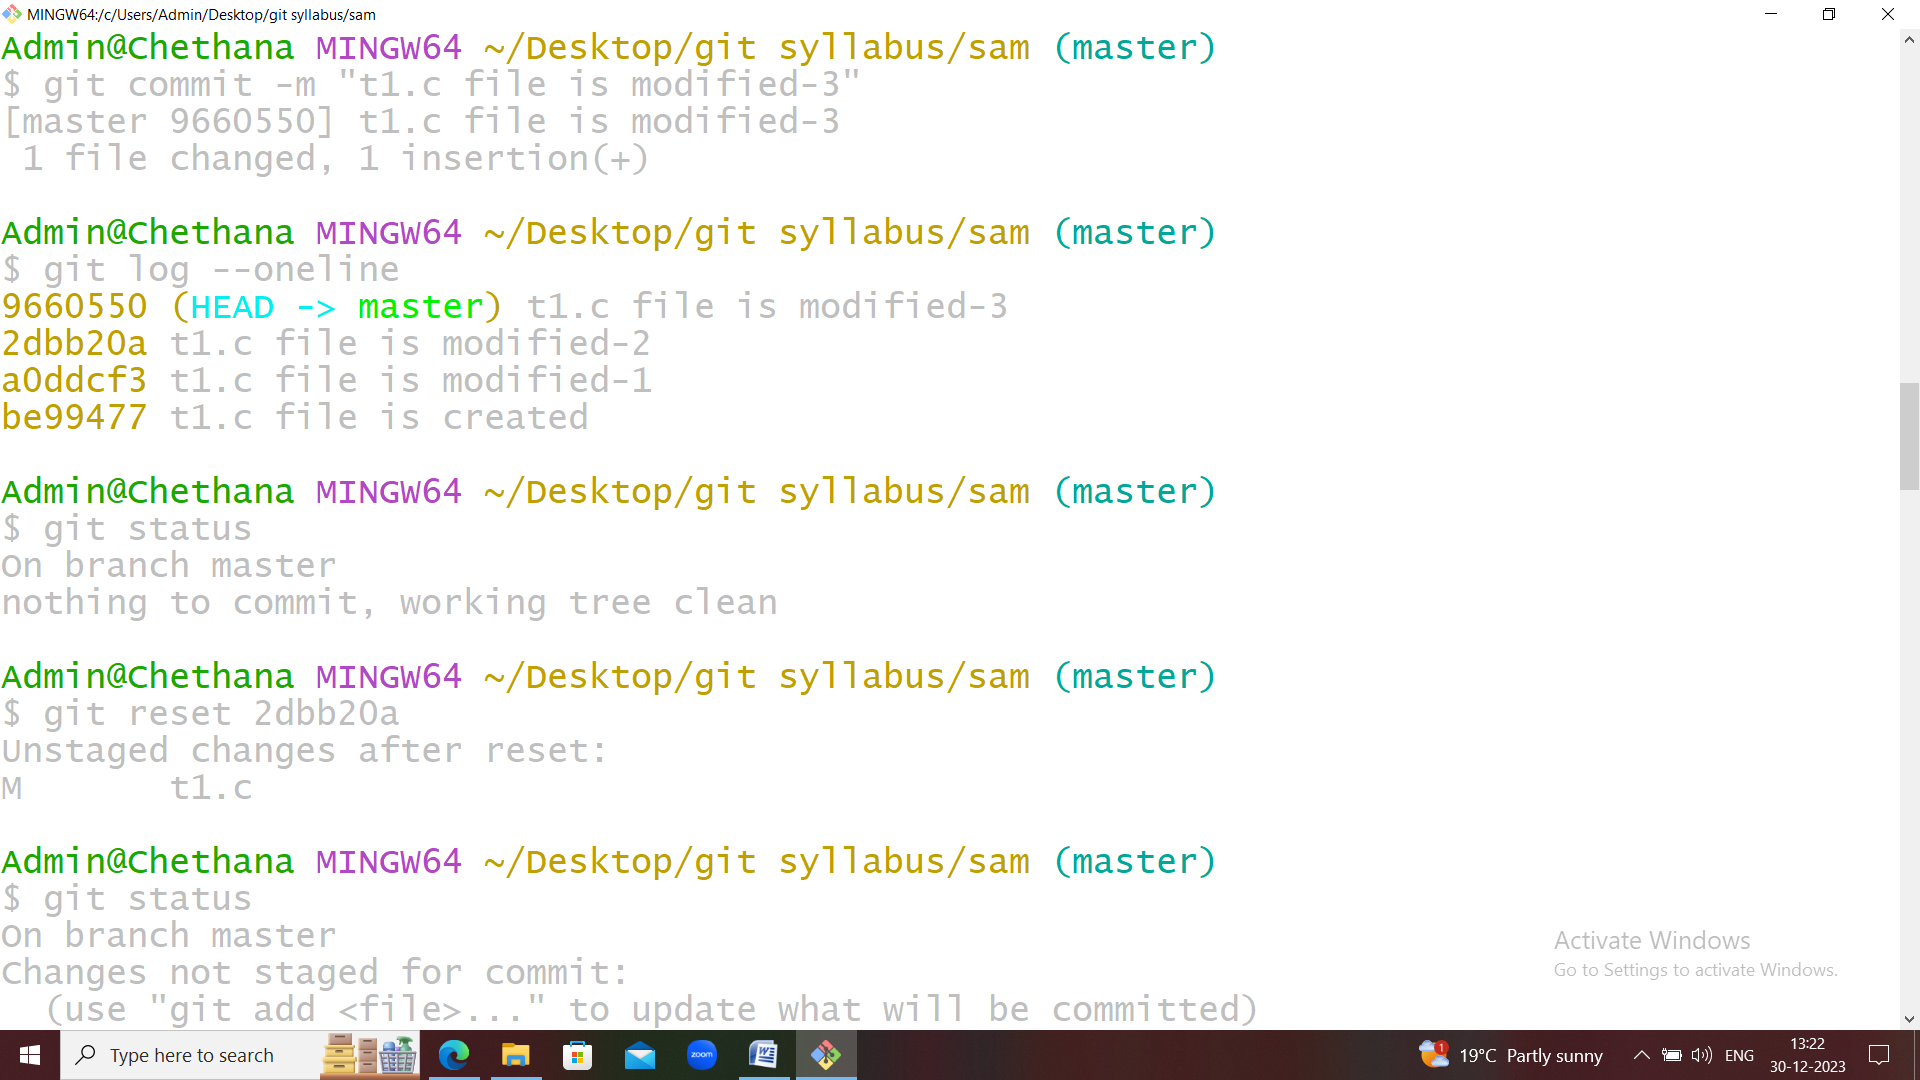 MINGW64:/c/Users/Admin/Desktop/git syllabus/sam
Admin@Chethana MINGW64 ~/Desktop/git syllabus/sam (master)
$ git commit -m "t1.c file is modified-3"
[master 9660550] t1.c file is modified-3
 1 file changed, 1 insertion(+)
Admin@Chethana MINGW64 ~/Desktop/git syllabus/sam (master)
$ git log --oneline
9660550 (HEAD -> master) t1.c file is modified-3
2dbb20a t1.c file is modified-2
a0ddcf3 t1.c file is modified-1
be99477 t1.c file is created
Admin@Chethana MINGW64 ~/Desktop/git syllabus/sam (master)
$ git status
On branch master
nothing to commit, working tree clean
Admin@Chethana MINGW64 ~/Desktop/git syllabus/sam (master)
$ git reset 2dbb20a
Unstaged changes after reset:
M       t1.c
Admin@Chethana MINGW64 ~/Desktop/git syllabus/sam (master)
$ git status
On branch master
Changes not staged for commit:
  (use "git add <file>..." to update what will be committed)
Activate Windows
Go to Settings to activate Windows.
Type here to search
zoom
1
19°C Partly sunny
ENG
13:22
30-12-2023